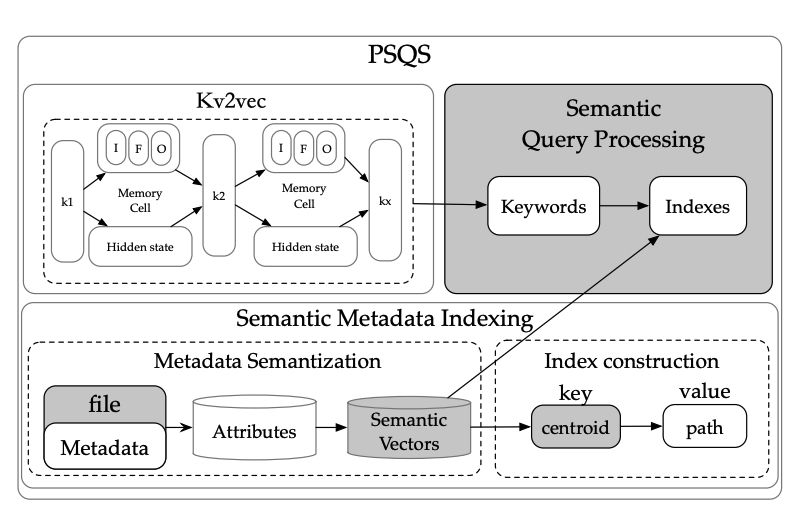 PSQS
Kv2vec
k1
I F O
Memory
Cell
Hidden state
k2
I F O
Memory
Cell
Hidden state
kx
Semantic
Query Processing
Keywords
Indexes
Semantic Metadata Indexing
Metadata Semantization
file
Metadata
Attributes
Semantic
Vectors
Index construction
key
centroid
value
path